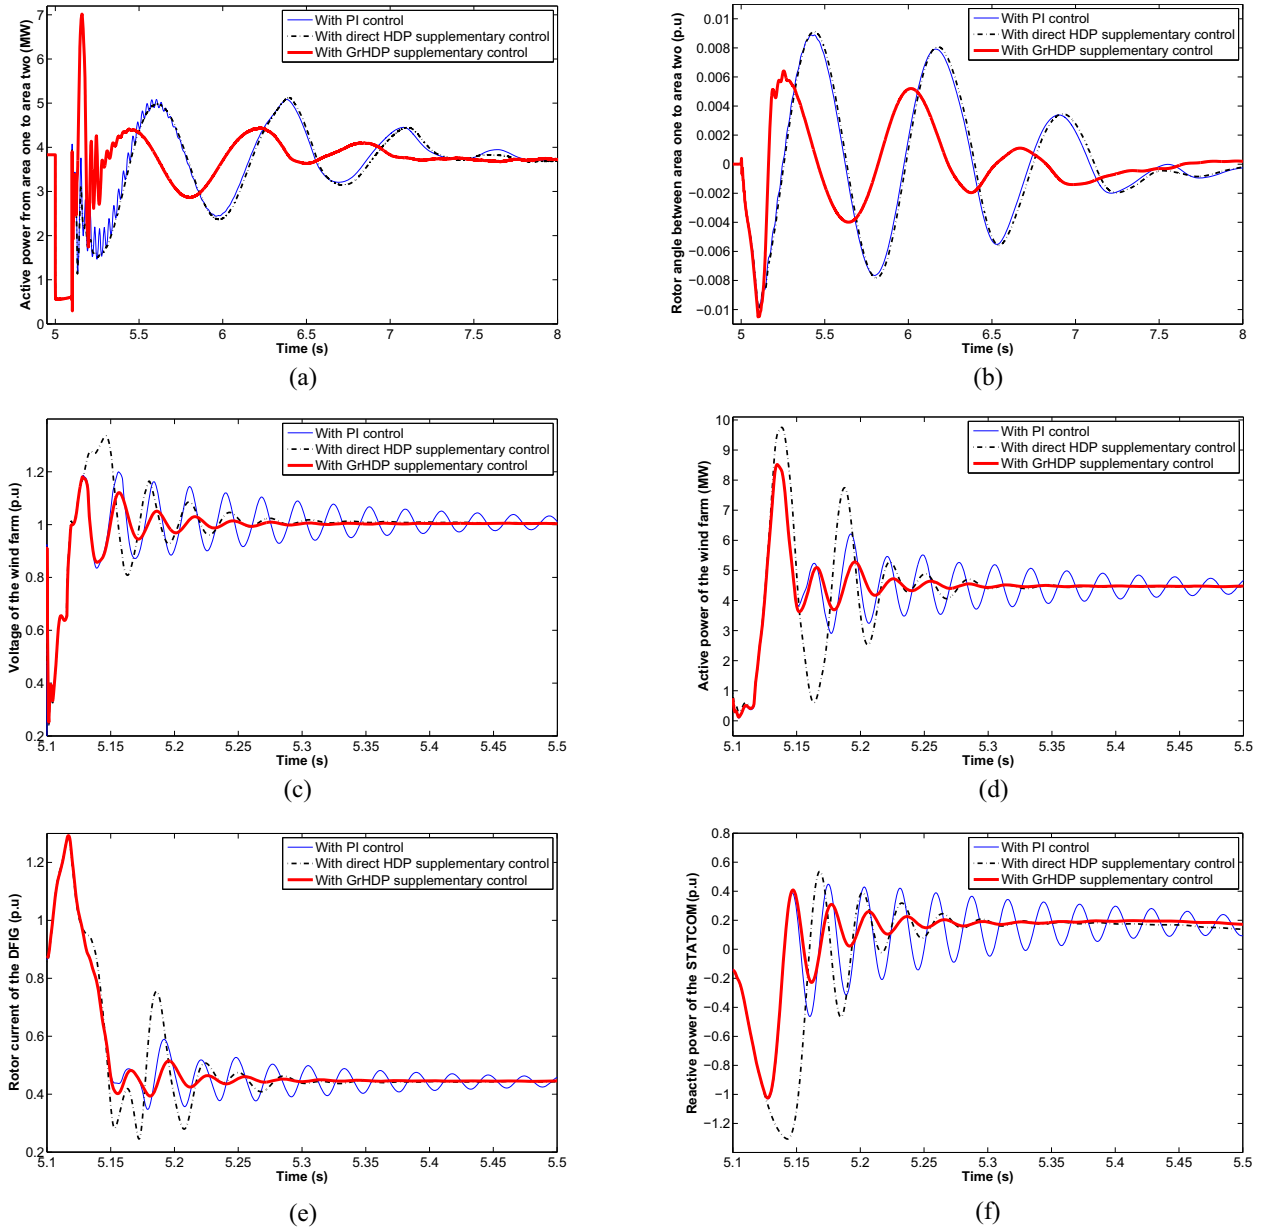 Active power from area one to area two (MW)
7
6
5
4
3
2
1
0
With PI control
With direct HDP supplementary control
With GrHDP supplementary control
5
5.5
6
6.5
7
7.5
8
Time (s)
(a)
Rotor angle between area one to area two (p.u)
0.01
0.008
0.006
0.004
0.002
0
−0.002
−0.004
−0.006
−0.008
−0.01
With PI control
With direct HDP supplementary control
With GrHDP supplementary control
5
5.5
6
6.5
7
7.5
8
Time (s)
(b)
Voltage of the wind farm (p.u)
1.2
1
0.8
0.6
0.4
0.2
With PI control
With direct HDP supplementary control
With GrHDP supplementary control
5.1
5.15
5.2
5.25
5.3
5.35
5.4
5.45
5.5
Time (s)
(c)
Active power of the wind farm (MW)
10
9
8
7
6
5
4
3
2
1
0
With PI control
With direct HDP supplementary control
With GrHDP supplementary control
5.1
5.15
5.2
5.25
5.3
5.35
5.4
5.45
5.5
Time (s)
(d)
Rotor current of the DFIG (p.u)
1.2
1
0.8
0.6
0.4
0.2
With PI control
With direct HDP supplementary control
With GrHDP supplementary control
5.1
5.15
5.2
5.25
5.3
5.35
5.4
5.45
5.5
Time (s)
(e)
Reactive power of the STATCOM (p.u)
0.8
0.6
0.4
0.2
0
−0.2
−0.4
−0.6
−0.8
−1
−1.2
With PI control
With direct HDP supplementary control
With GrHDP supplementary control
5.1
5.15
5.2
5.25
5.3
5.35
5.4
5.45
5.5
Time (s)
(f)